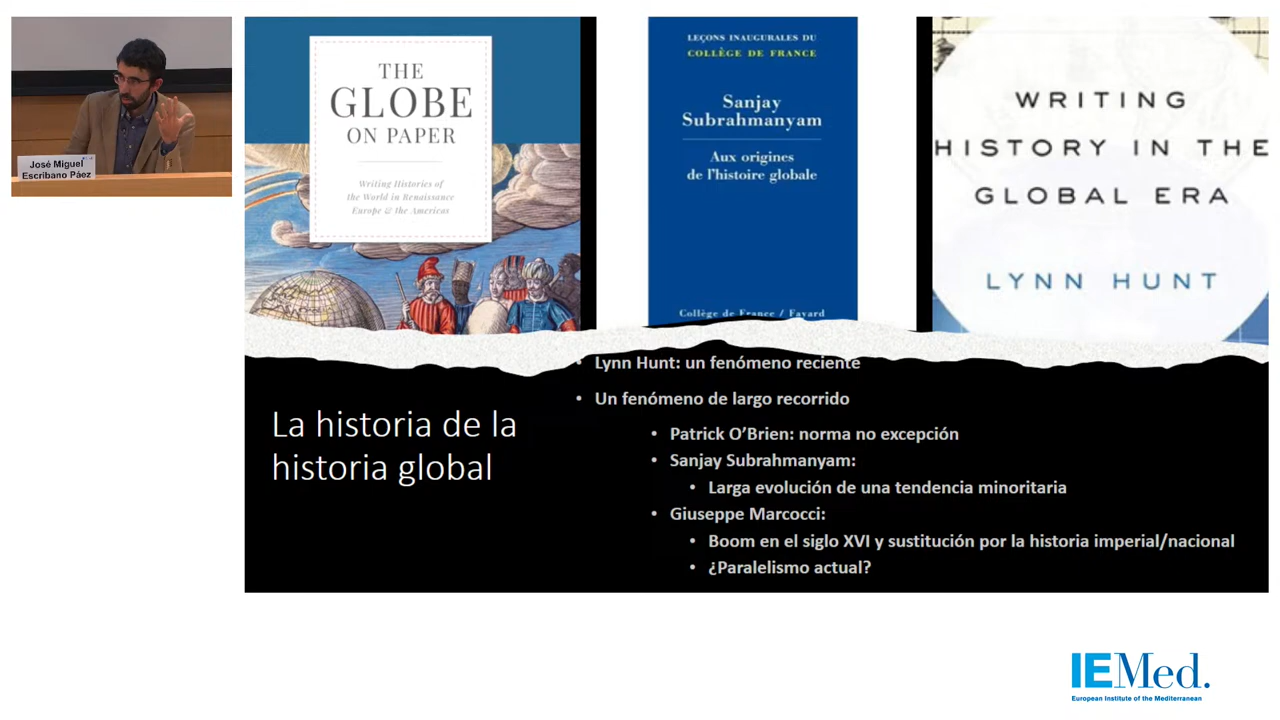 José Miguel
Escribano Páez
THE
GLOBE
ON PAPER
Writing Histories of
the World in Renaissance
Europe & the Americas
LEÇONS INAUGURALES DU
COLLÈGE DE FRANCE
Sanjay
Subrahmanyam
Aux origines
de l'histoire globale
Collège de France / Fayard
WRITING
HISTORY IN THE
GLOBAL ERA
LYNN HUNT
La historia de la
historia global
• Lynn Hunt: un fenómeno reciente
• Un fenómeno de largo recorrido
• Patrick O'Brien: norma no excepción
• Sanjay Subrahmanyam:
• Larga evolución de una tendencia minoritaria
• Giuseppe Marcocci:
• Boom en el siglo XVI y sustitución por la historia imperial/nacional
• ¿Paralelismo actual?
IEMed.
European Institute of the Mediterranean